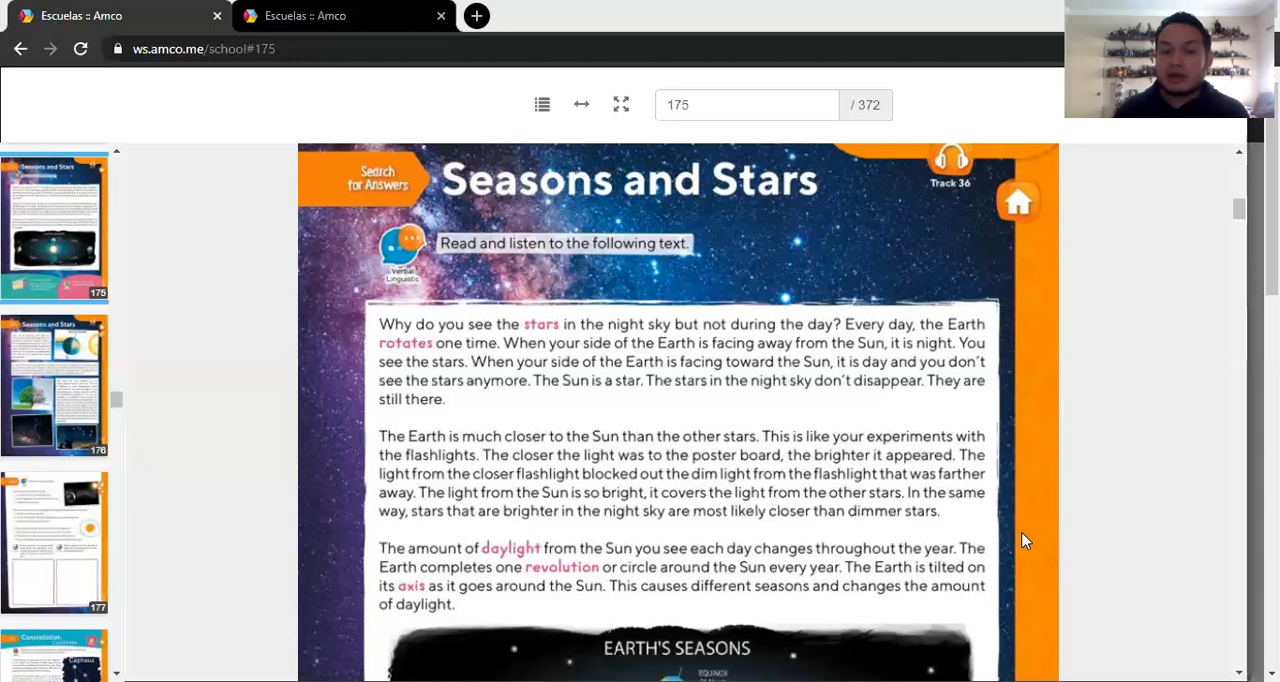 Escuelas :: Amco
Escuelas :: Amco
ws.amco.me/school#175
175 / 372
Seasons and Stars
175
Seasons and Stars
176
177
Constellation
Cepheus
Search
for Answers
Seasons and Stars
Track 36
Verbal
Linguistic
Read and listen to the following text.
Why do you see the stars in the night sky but not during the day? Every day, the Earth
rotates one time. When your side of the Earth is facing away from the Sun, it is night. You
see the stars. When your side of the Earth is facing towards the Sun, it is day and you don't
see the stars anymore. The Sun is a star. The stars in the night sky don't disappear. They are
still there.
The Earth is much closer to the Sun than the other stars. This is like your experiments with
the flashlights. The closer the light was to the poster board, the brighter it appeared. The
light from the closer flashlight blocked out the dim light from the flashlight that was farther
away. The light from the Sun is so bright, it covers the light from the other stars. In the same
way, stars that are brighter in the night sky are most likely closer than dimmer stars.
The amount of daylight from the Sun you see each day changes throughout the year. The
Earth completes one revolution or circle around the Sun every year. The Earth is tilted on
its axis as it goes around the Sun. This causes different seasons and changes the amount
of daylight.
EARTH'S SEASONS
EQUINOX